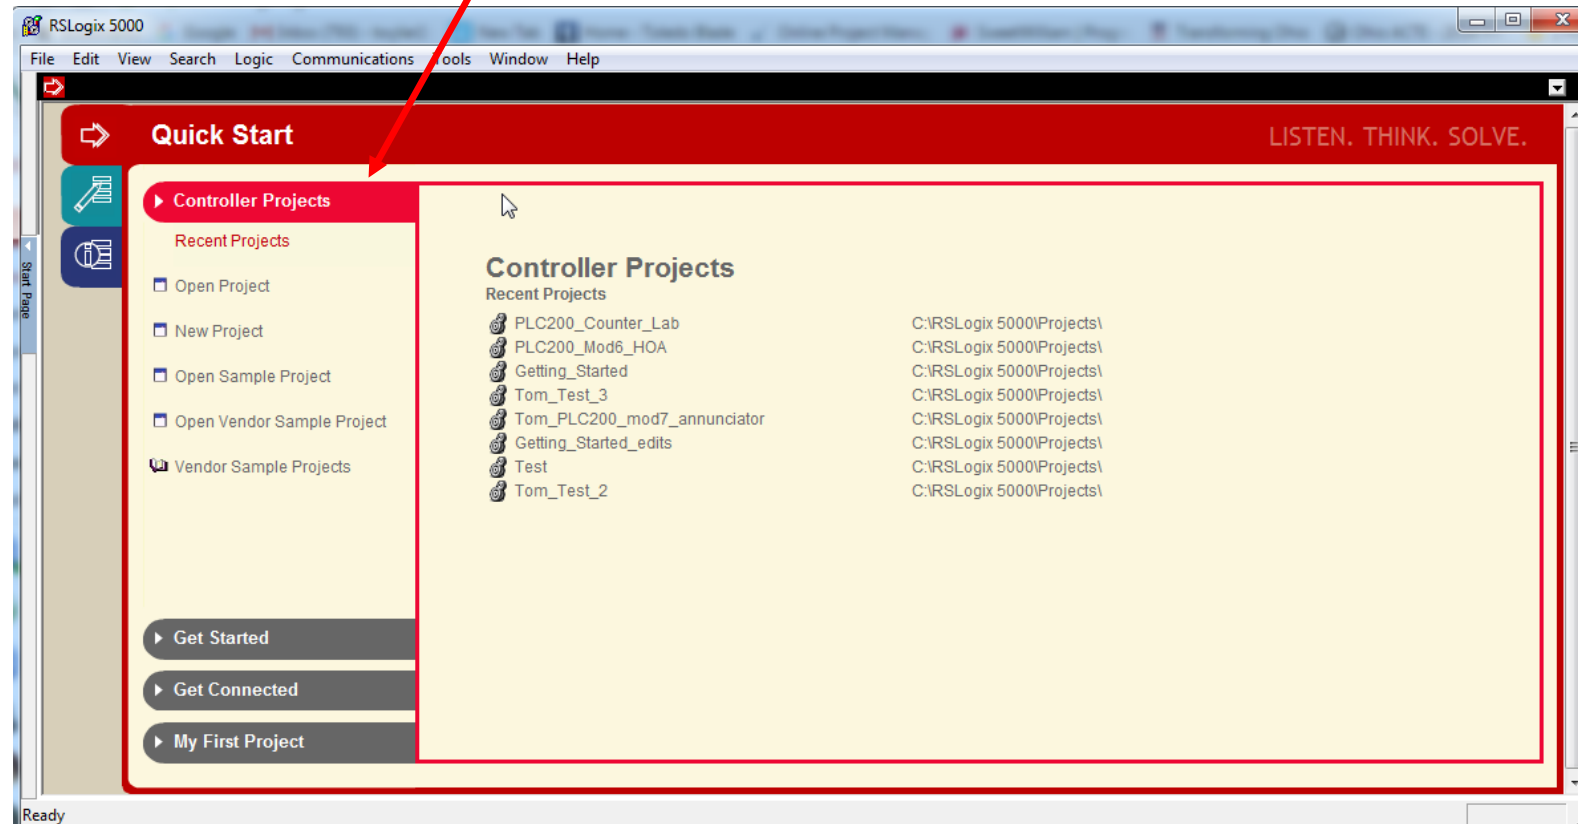 RSLogix 5000
File Edit View Search Logic Communications Tools Window Help
Quick Start
LISTEN. THINK. SOLVE.
Start Page
Controller Projects
Recent Projects
Open Project
New Project
Open Sample Project
Open Vendor Sample Project
Vendor Sample Projects
Get Started
Get Connected
My First Project
Controller Projects
Recent Projects
PLC200_Counter_Lab C:\RSLogix 5000\Projects\
PLC200_Mod6_HOA C:\RSLogix 5000\Projects\
Getting_Started C:\RSLogix 5000\Projects\
Tom_Test_3 C:\RSLogix 5000\Projects\
Tom_PLC200_mod7_annunciator C:\RSLogix 5000\Projects\
Getting_Started_edits C:\RSLogix 5000\Projects\
Test C:\RSLogix 5000\Projects\
Tom_Test_2 C:\RSLogix 5000\Projects\
Ready